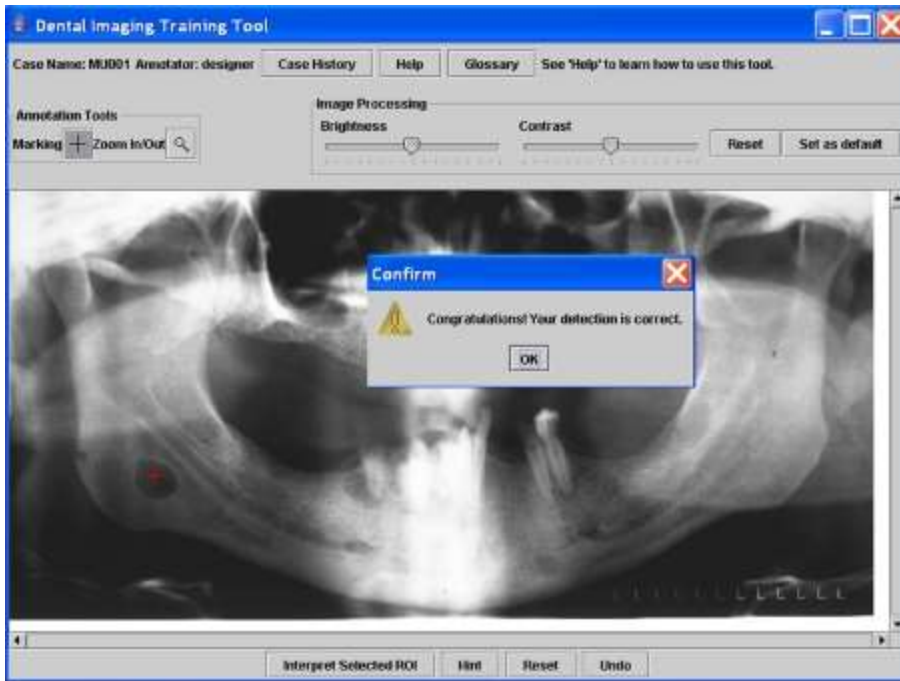 Dental Imaging Training Tool
Case Name: MU001 Annotator: designer Case History Help Glossary See 'Help' to learn how to use this tool.
Annotation Tools
Marking Zoom In/Out
Image Processing
Brightness Contrast
Reset Set as default
Confirm
Congratulations! Your detection is correct.
OK
L L L L L L L L
Interpret Selected ROI Hint Reset Undo